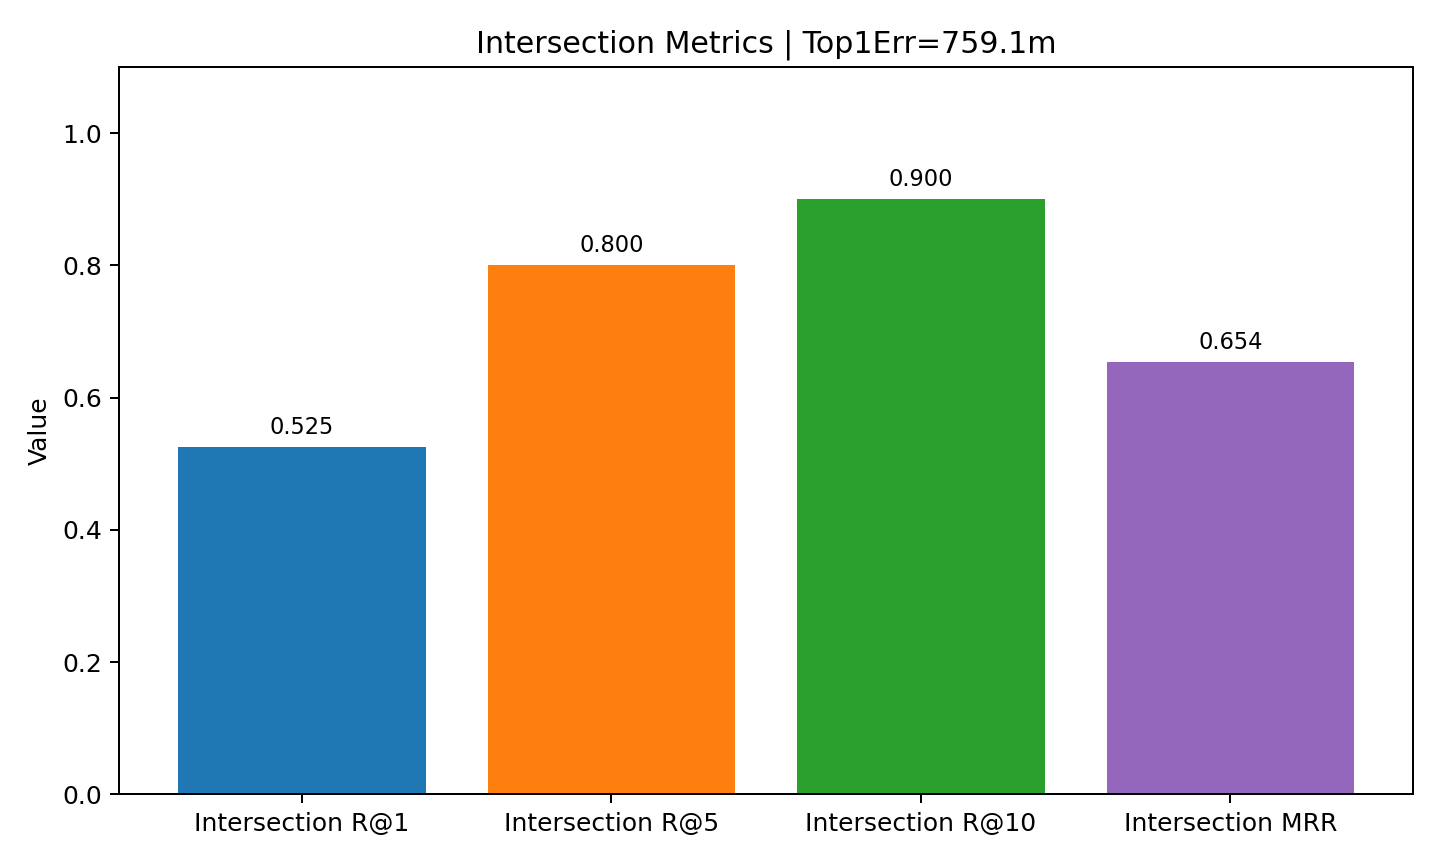 Intersection Metrics | Top1Err=759.1m
Value
1.0
0.8
0.6
0.4
0.2
0.0
0.525
0.800
0.900
0.654
Intersection R@1
Intersection R@5
Intersection R@10
Intersection MRR